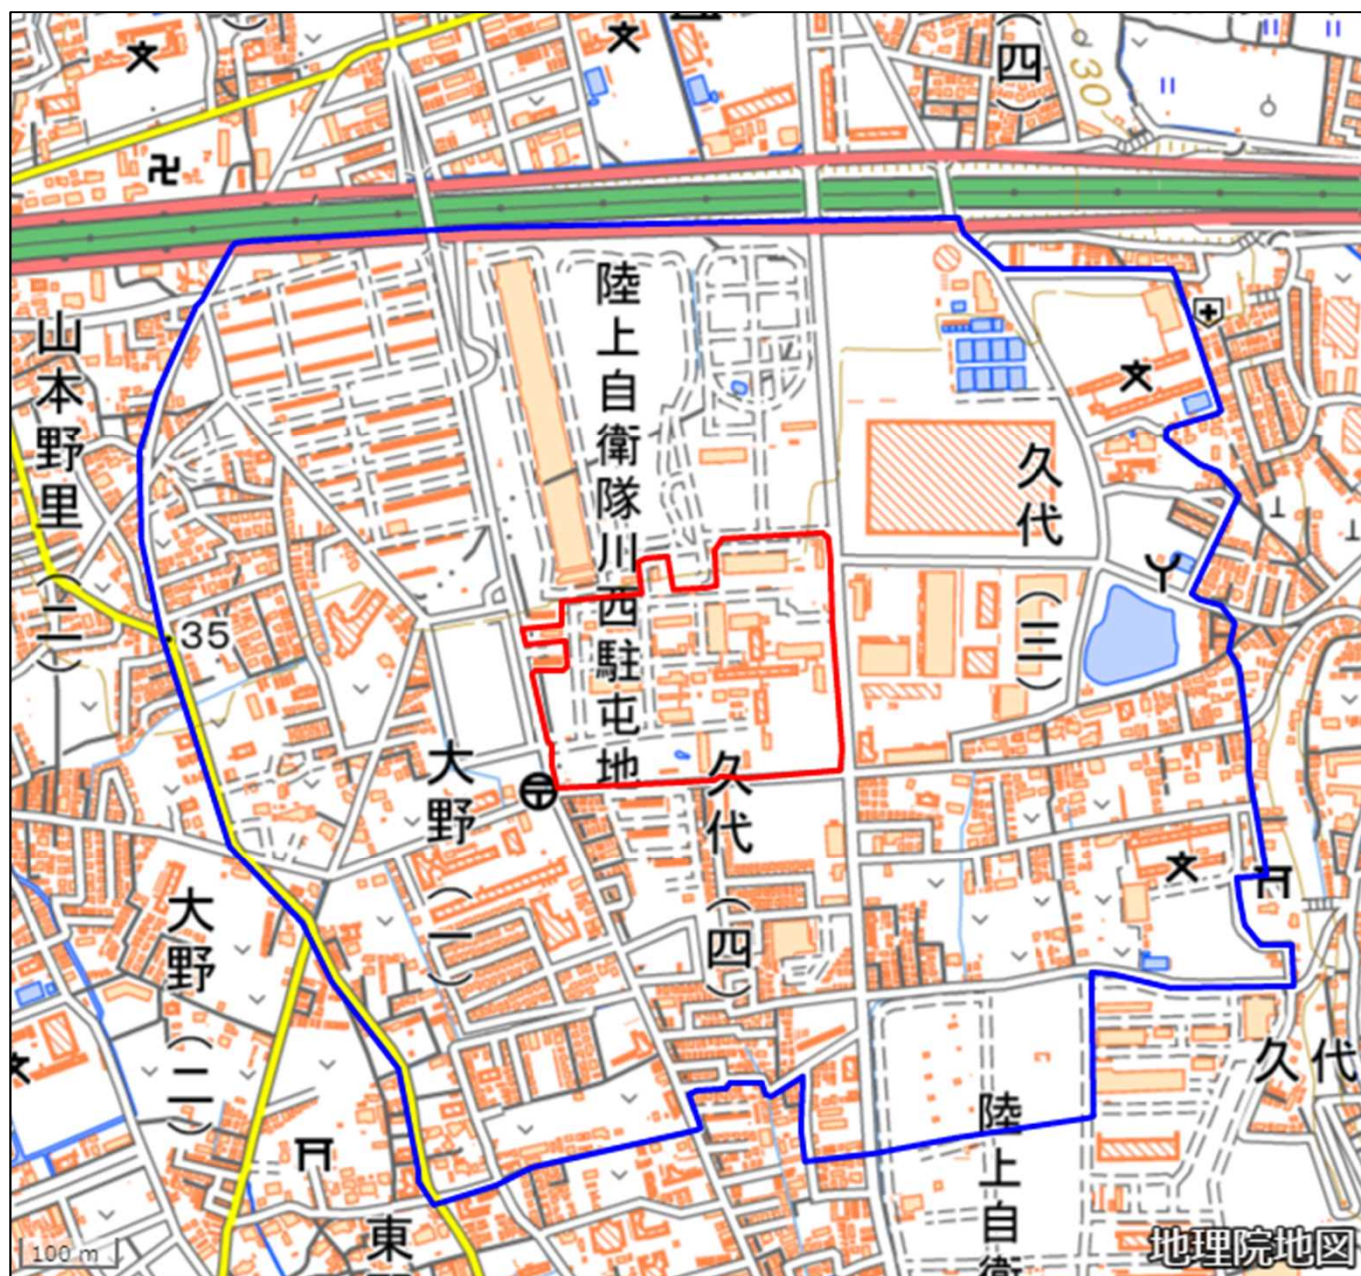 (四)
30
陸上自衛隊川西駐屯地
山本野里(二)
久代(三)
35
大野(一)
久代(四)
大野(二)
久代
陸上自衛
東
100 m
地理院地図